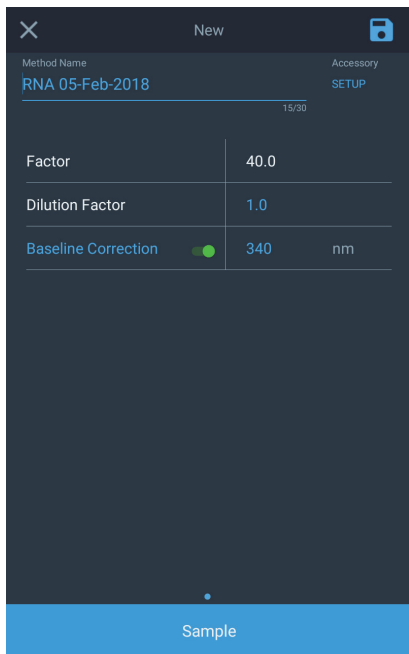 New
Method Name Accessory
RNA 05-Feb-2018 SETUP
15/30
Factor 40.0
Dilution Factor 1.0
Baseline Correction 340 nm
Sample